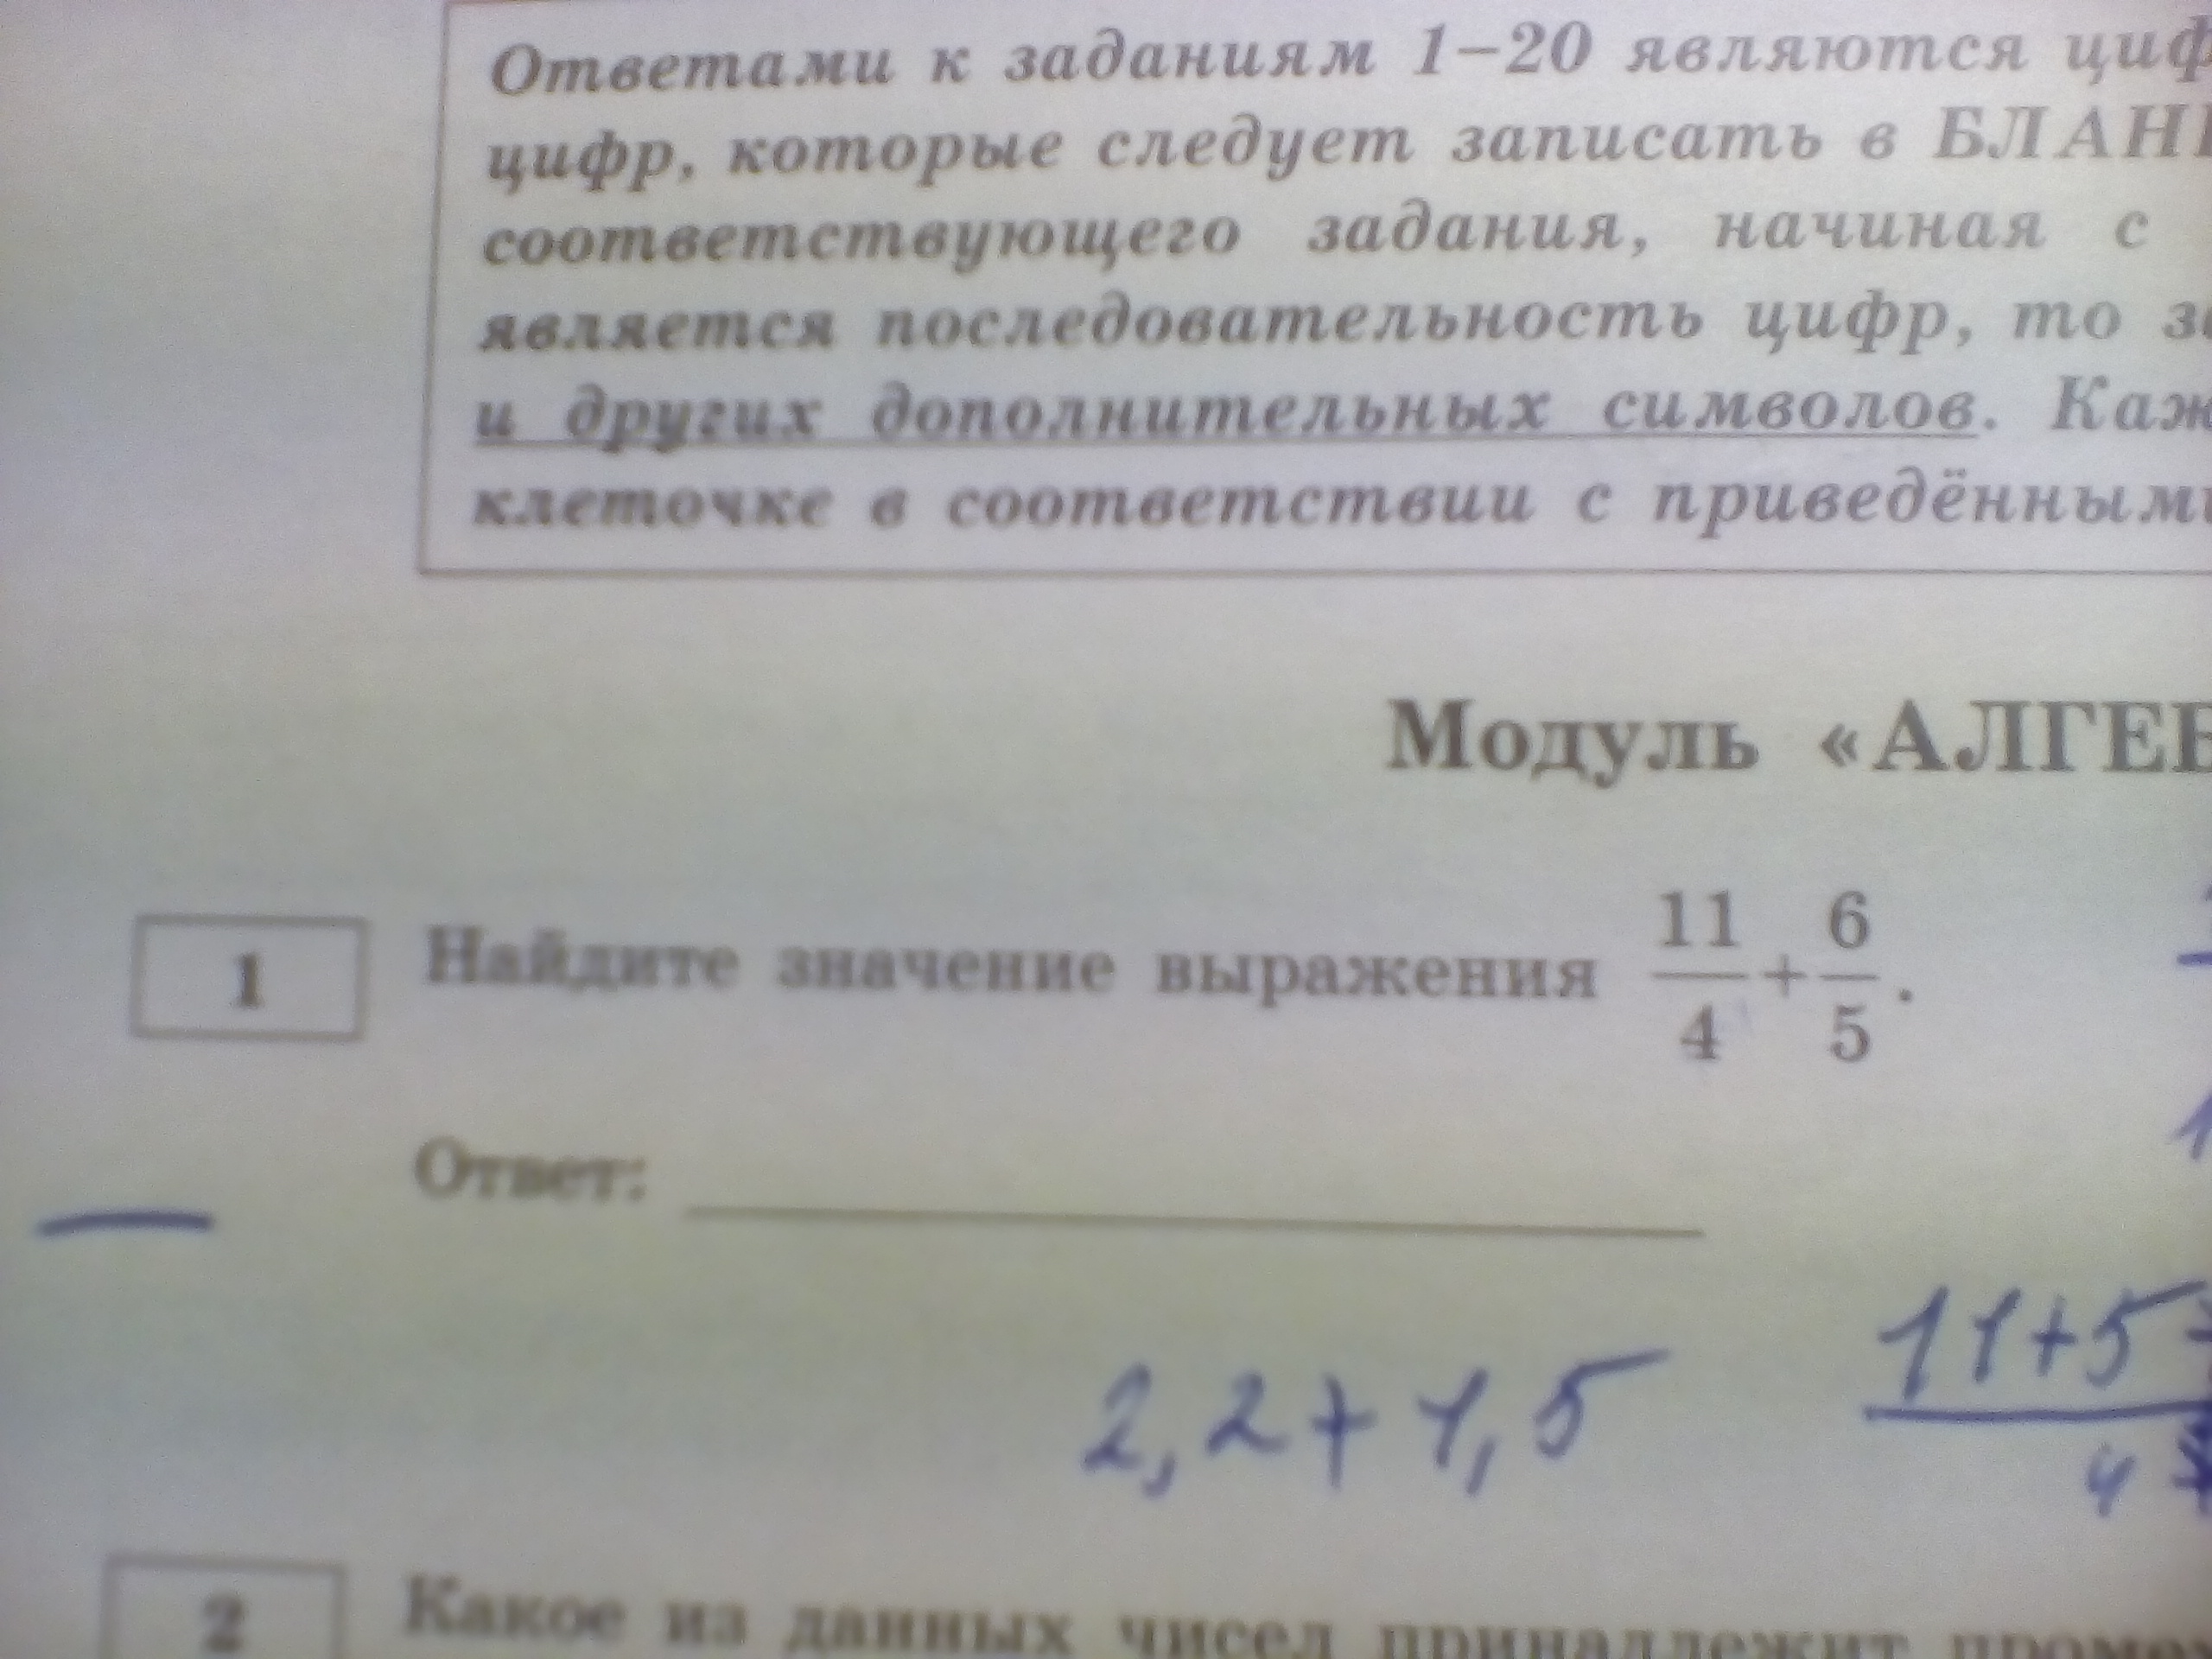 Ответами к заданиям 1–20 являются циф
цифр, которые следует записать в БЛАН
соответствующего задания, начиная с
является последовательность цифр, то з
и других дополнительных символов. Каж
клеточке в соответствии с приведённым
Модуль «АЛГЕБ
1 Найдите значение выражения 11/4 + 6/5.
Ответ:
2,2+1,5
11+5
4
2 Какое из данных чисел принадлежит пром